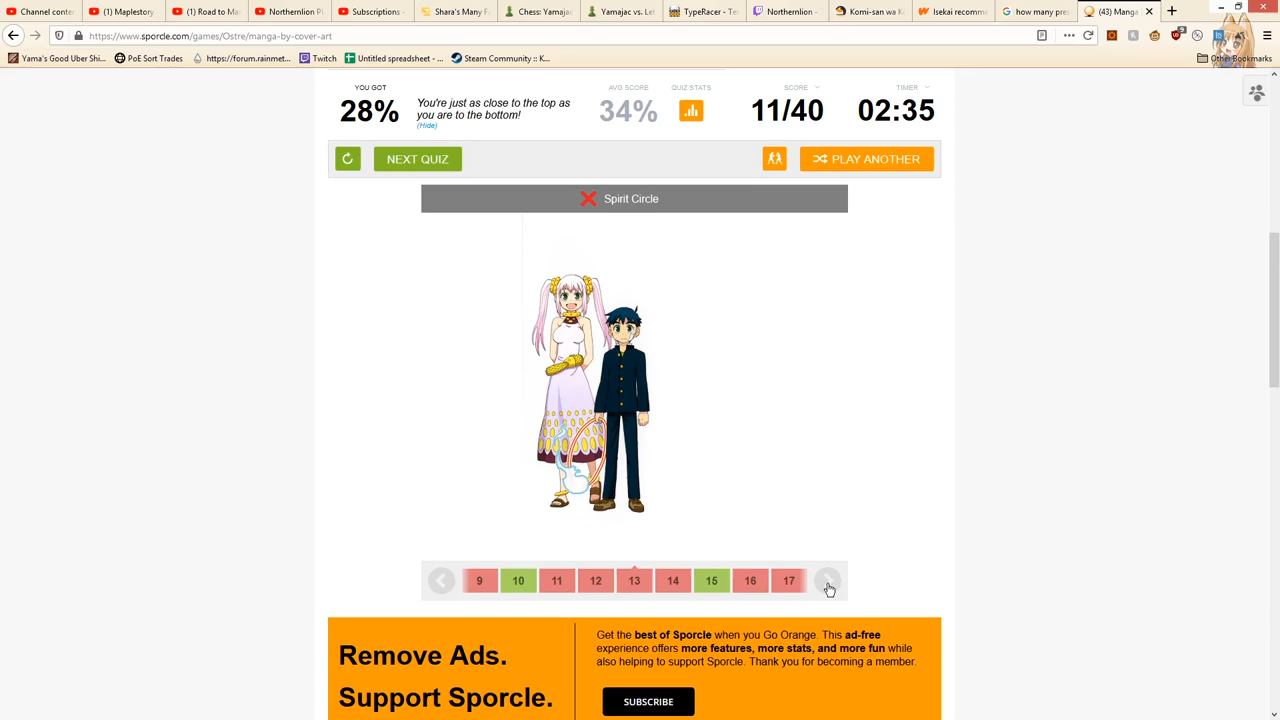 Channel conten
(1) Maplestory
(1) Road to Ma
Northernlion Pl
Subscriptions -
Shara's Many F
Chess: Yamajac
Yamajac vs. Let
TypeRacer - Te
Northernlion -
Komi-san wa K
Isekai recomme
how many pres
(43) Manga
https://www.sporcle.com/games/Ostre/manga-by-cover-art
Yama's Good Uber Shi...
PoE Sort Trades
https://forum.rainmet...
Twitch
Untitled spreadsheet - ...
Steam Community :: K...
Other Bookmarks
YOU GOT
28%
You're just as close to the top as
you are to the bottom!
(Hide)
AVG SCORE
34%
QUIZ STATS
SCORE
11/40
TIMER
02:35
NEXT QUIZ
PLAY ANOTHER
Spirit Circle
9 10 11 12 13 14 15 16 17
Remove Ads.
Support Sporcle.
Get the best of Sporcle when you Go Orange. This ad-free
experience offers more features, more stats, and more fun while
also helping to support Sporcle. Thank you for becoming a member.
SUBSCRIBE